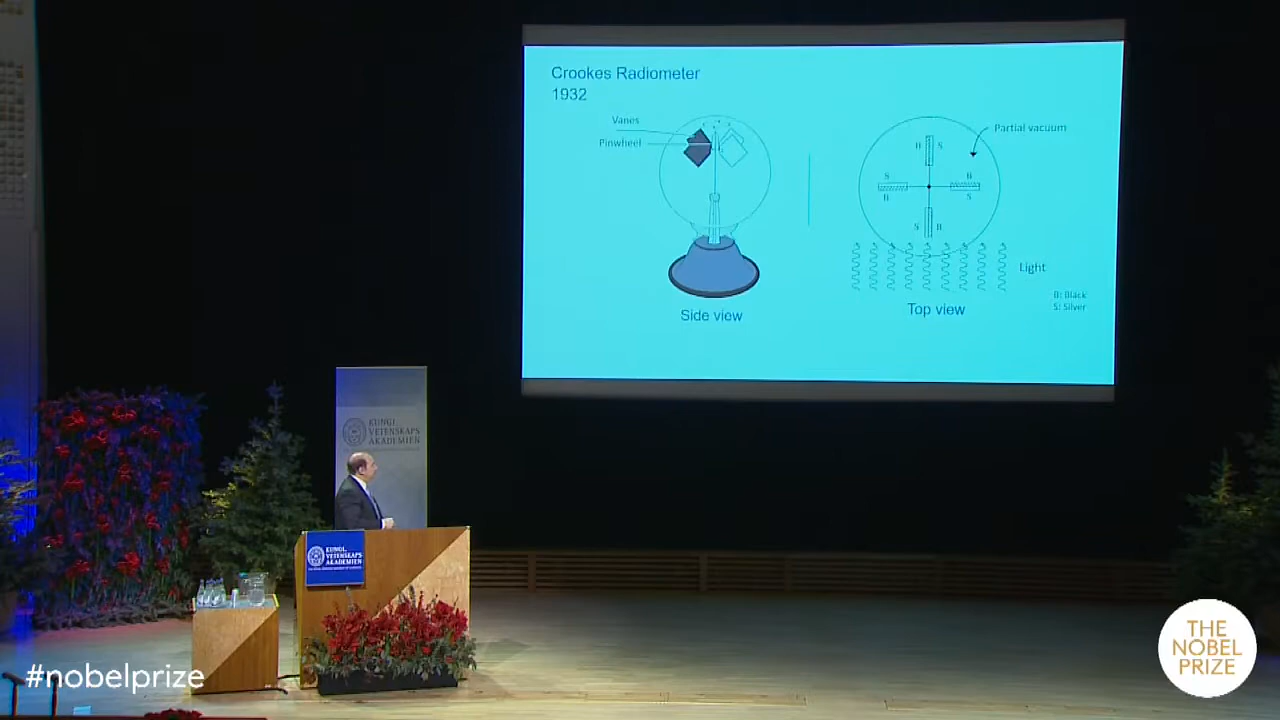 Crookes Radiometer
1932
Vanes
Pinwheel
Side view
Partial vacuum
B S
S B
B S
S B
Light
B: Black
S: Silver
Top view
KUNGL.
VETENSKAPS
AKADEMIEN
KUNGL.
VETENSKAPS
AKADEMIEN
#nobelprize
THE
NOBEL
PRIZE